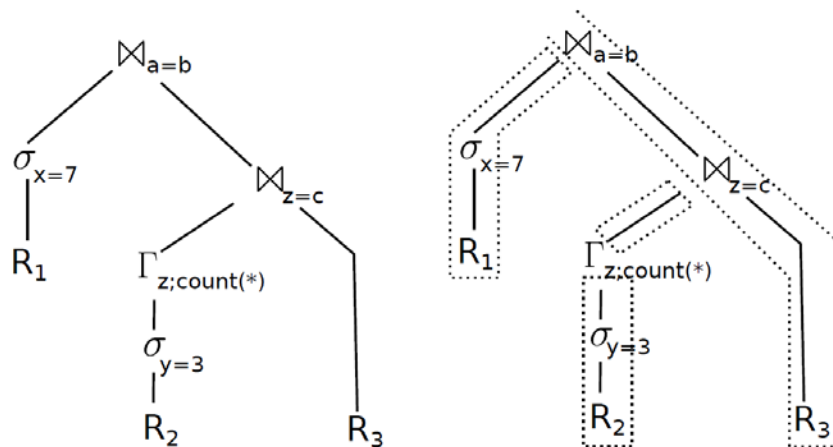 ⋈a=b
σx=7
⋈z=c
R1
Γz;count(*)
σy=3
R2
R3
⋈a=b
σx=7
⋈z=c
R1
Γz;count(*)
σy=3
R2
R3